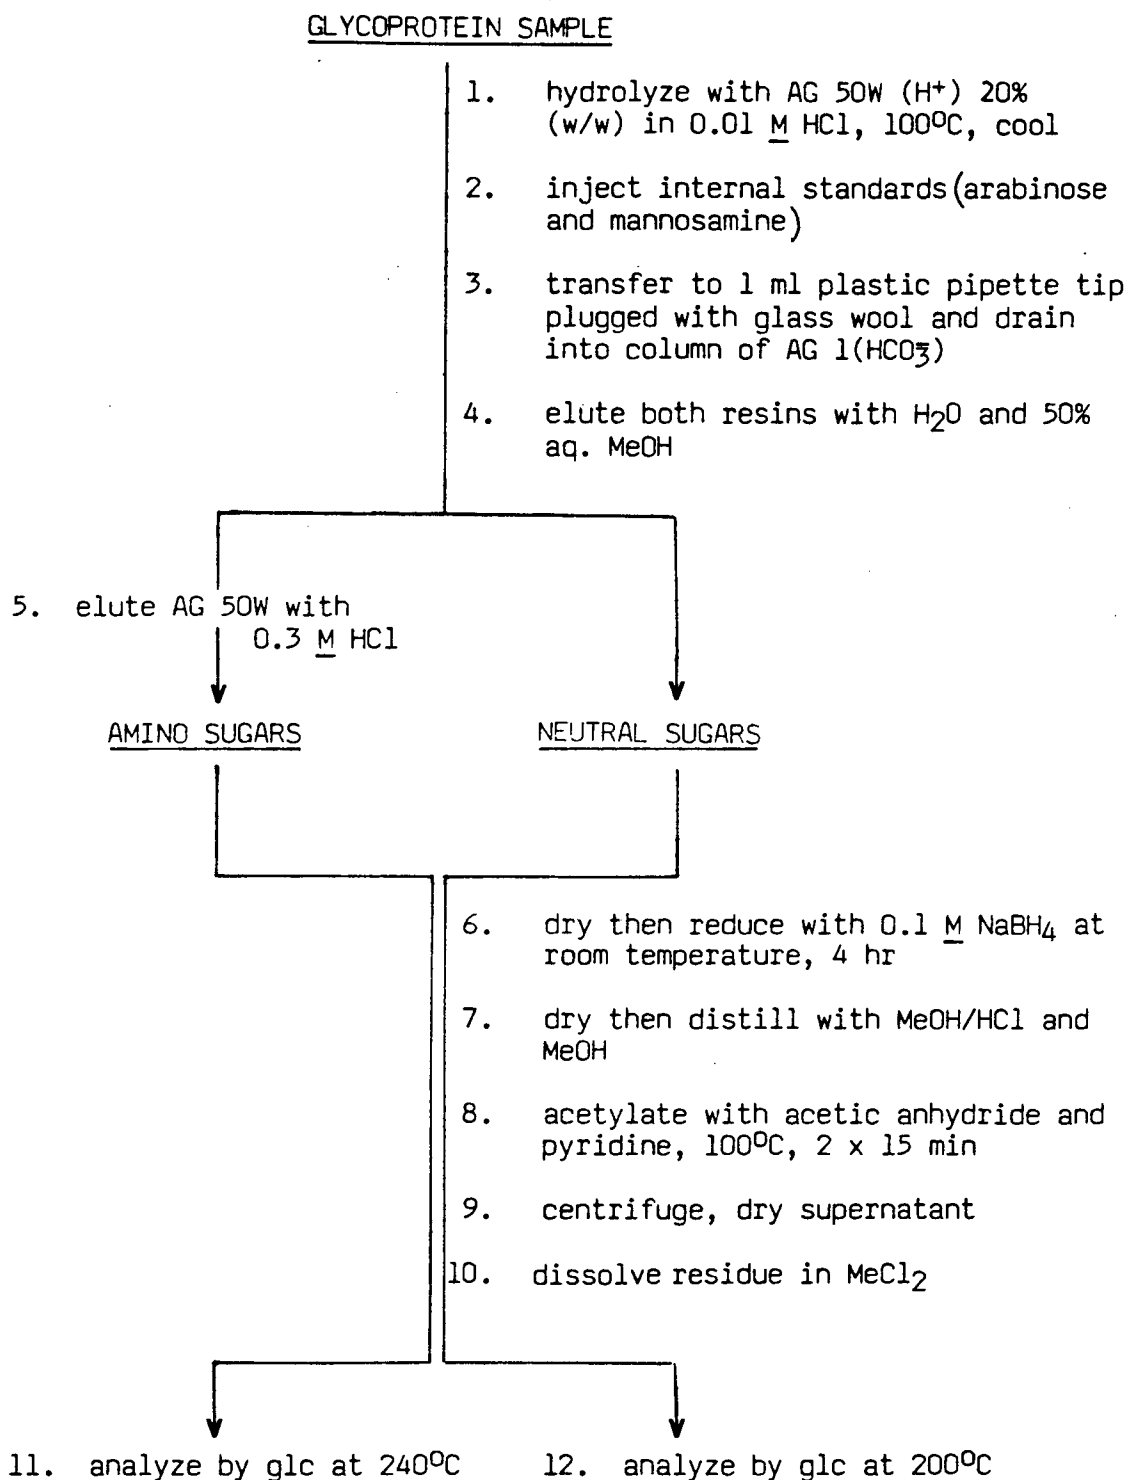 GLYCOPROTEIN SAMPLE
1. hydrolyze with AG 50W (H⁺) 20%
(w/w) in 0.01 M HCl, 100⁰C, cool
2. inject internal standards (arabinose
and mannosamine)
3. transfer to 1 ml plastic pipette tip
plugged with glass wool and drain
into column of AG 1(HCO₃⁻)
4. elute both resins with H₂O and 50%
aq. MeOH
5. elute AG 50W with
0.3 M HCl
AMINO SUGARS NEUTRAL SUGARS
6. dry then reduce with 0.1 M NaBH₄ at
room temperature, 4 hr
7. dry then distill with MeOH/HCl and
MeOH
8. acetylate with acetic anhydride and
pyridine, 100⁰C, 2 x 15 min
9. centrifuge, dry supernatant
10. dissolve residue in MeCl₂
11. analyze by glc at 240⁰C 12. analyze by glc at 200⁰C